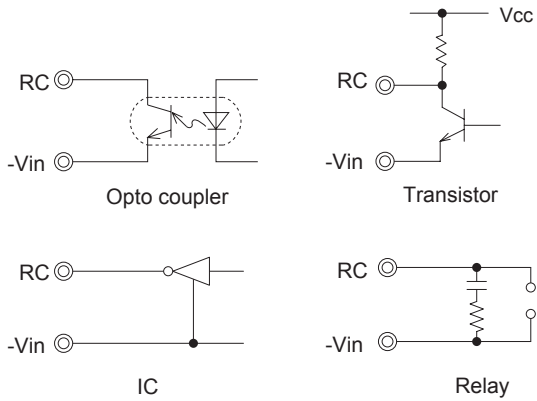 Vcc
RC
RC
-Vin
-Vin
Opto coupler
Transistor
RC
RC
-Vin
-Vin
IC
Relay